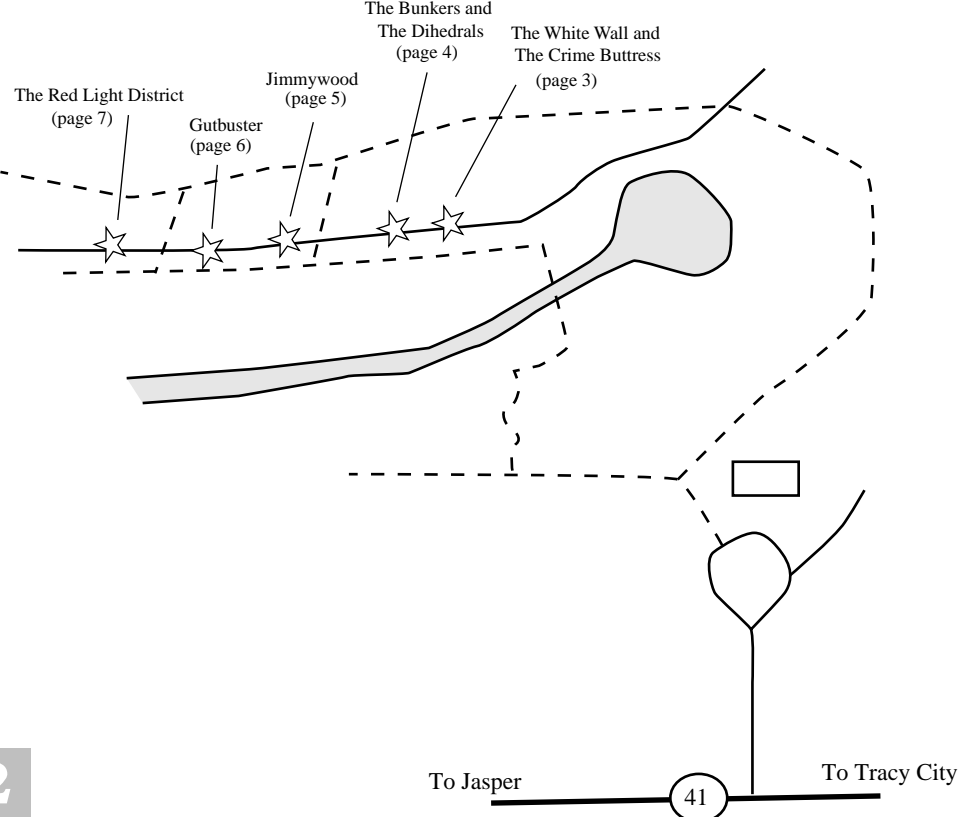 The Bunkers and
The Dihedrals
(page 4)
The White Wall and
The Crime Buttress
(page 3)
Jimmywood
(page 5)
The Red Light District
(page 7)
Gutbuster
(page 6)
To Jasper
41
To Tracy City
2